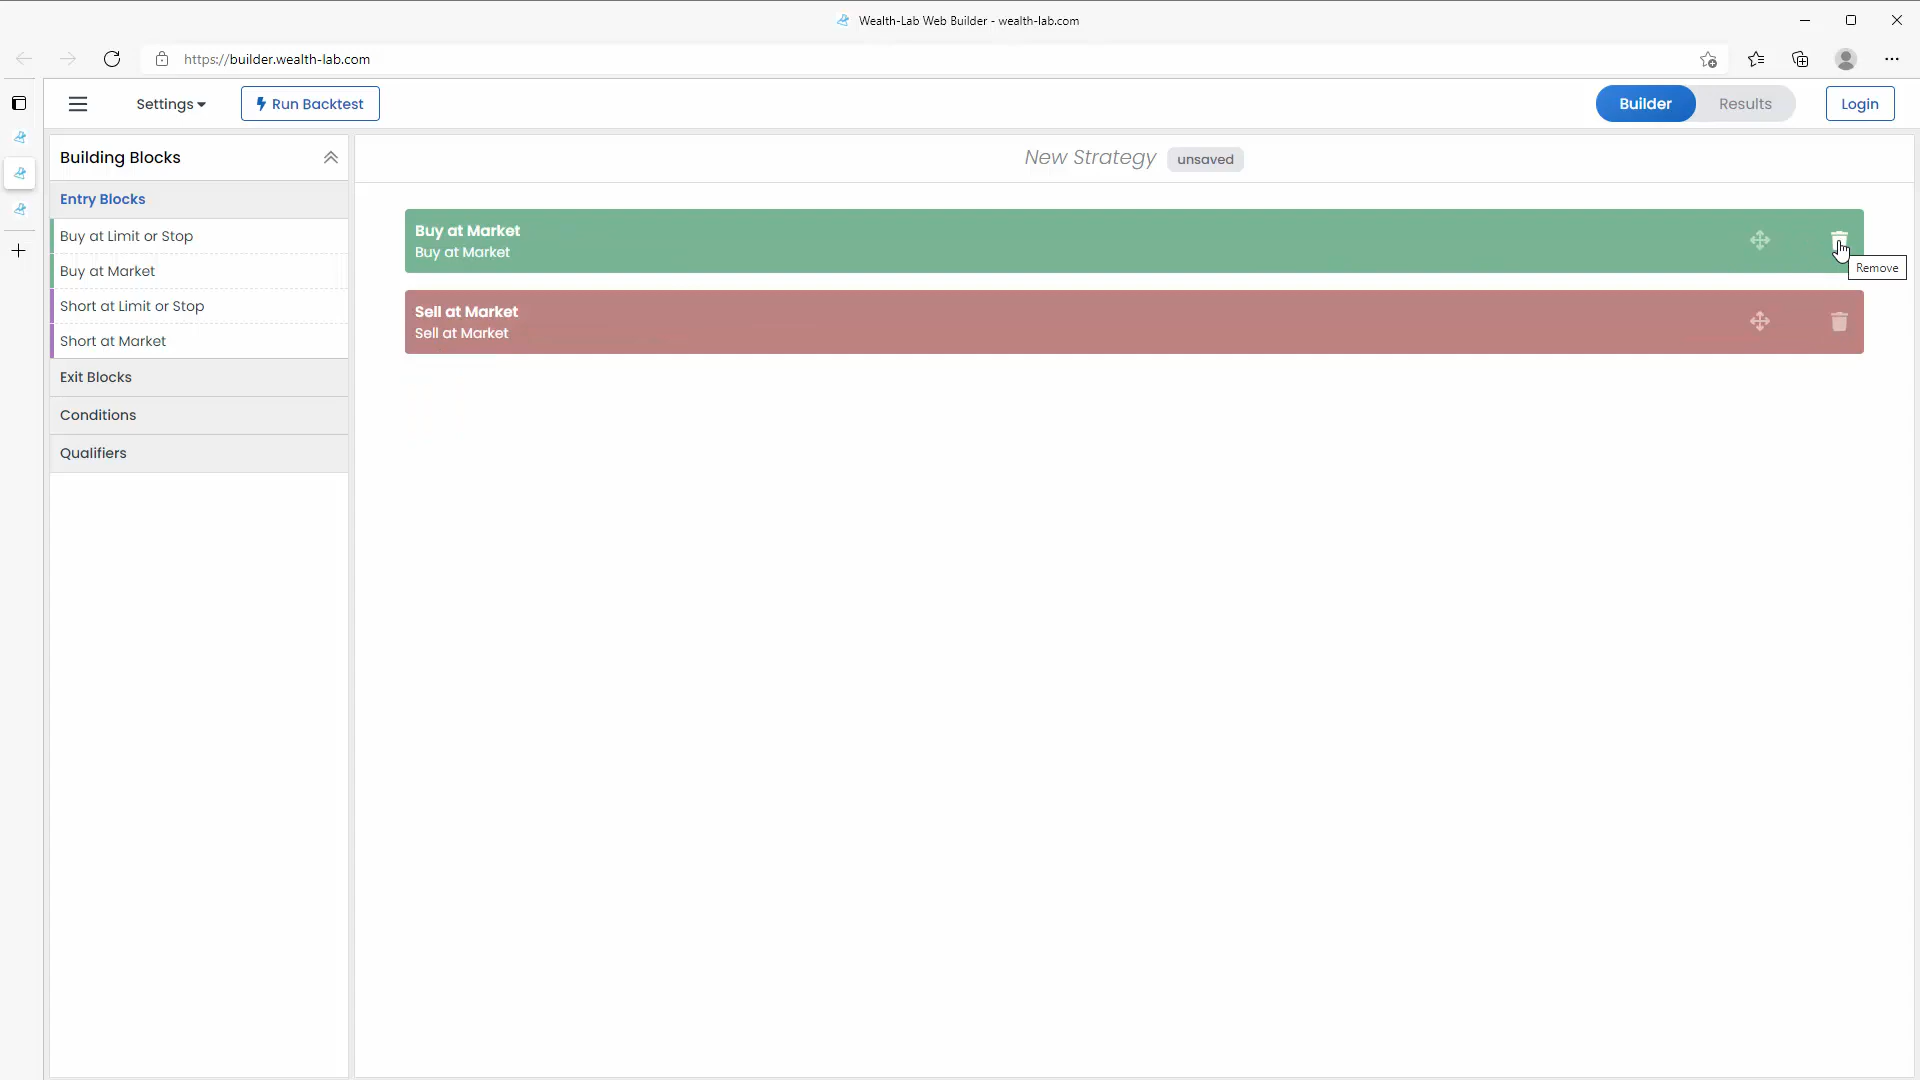 Wealth-Lab Web Builder - wealth-lab.com
https://builder.wealth-lab.com
Settings
Run Backtest
Builder
Results
Login
Building Blocks
Entry Blocks
Buy at Limit or Stop
Buy at Market
Short at Limit or Stop
Short at Market
Exit Blocks
Conditions
Qualifiers
New Strategy
unsaved
Buy at Market
Buy at Market
Remove
Sell at Market
Sell at Market